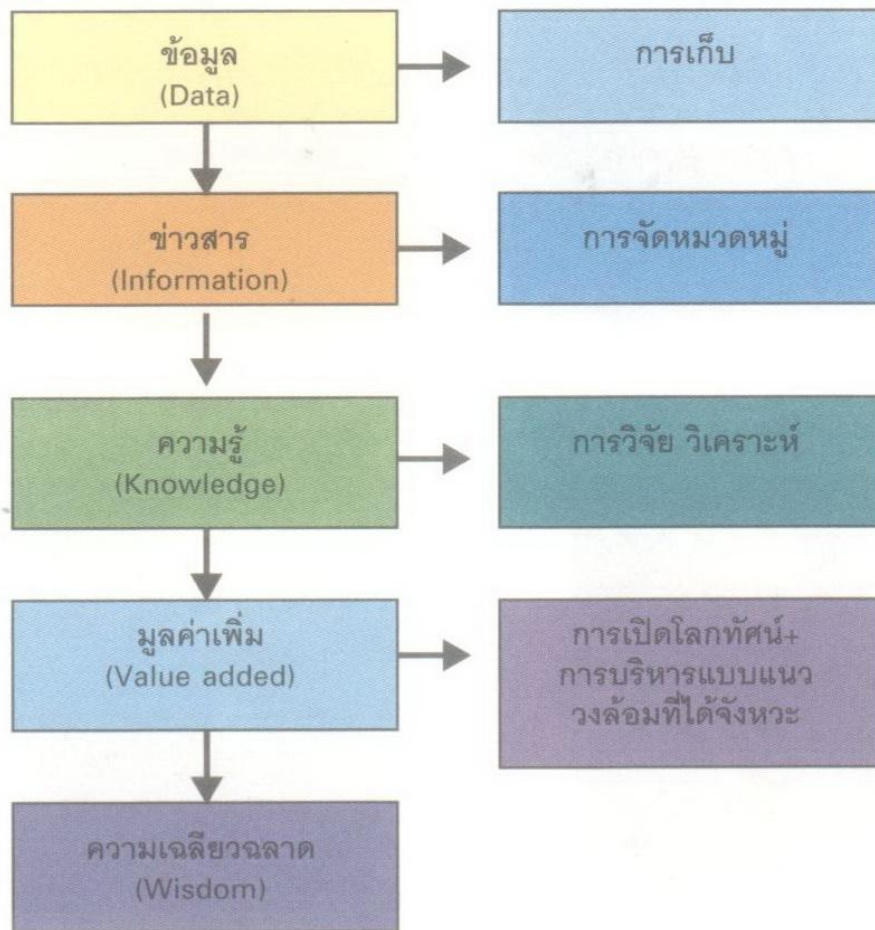 ข้อมูล
(Data)
การเก็บ
ข่าวสาร
(Information)
การจัดหมวดหมู่
ความรู้
(Knowledge)
การวิจัย วิเคราะห์
มูลค่าเพิ่ม
(Value added)
การเปิดโลกทัศน์+
การบริหารแบบแนว
วงล้อมที่ได้จังหวะ
ความเฉลียวฉลาด
(Wisdom)